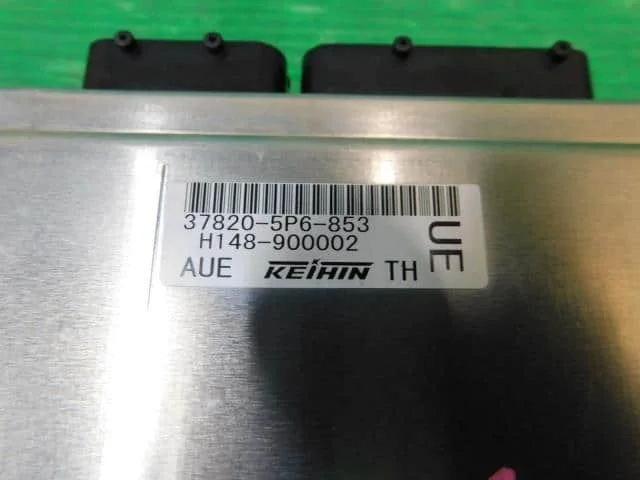 37820-5P6-853
H148-900002
AUE KEIHIN TH
UE